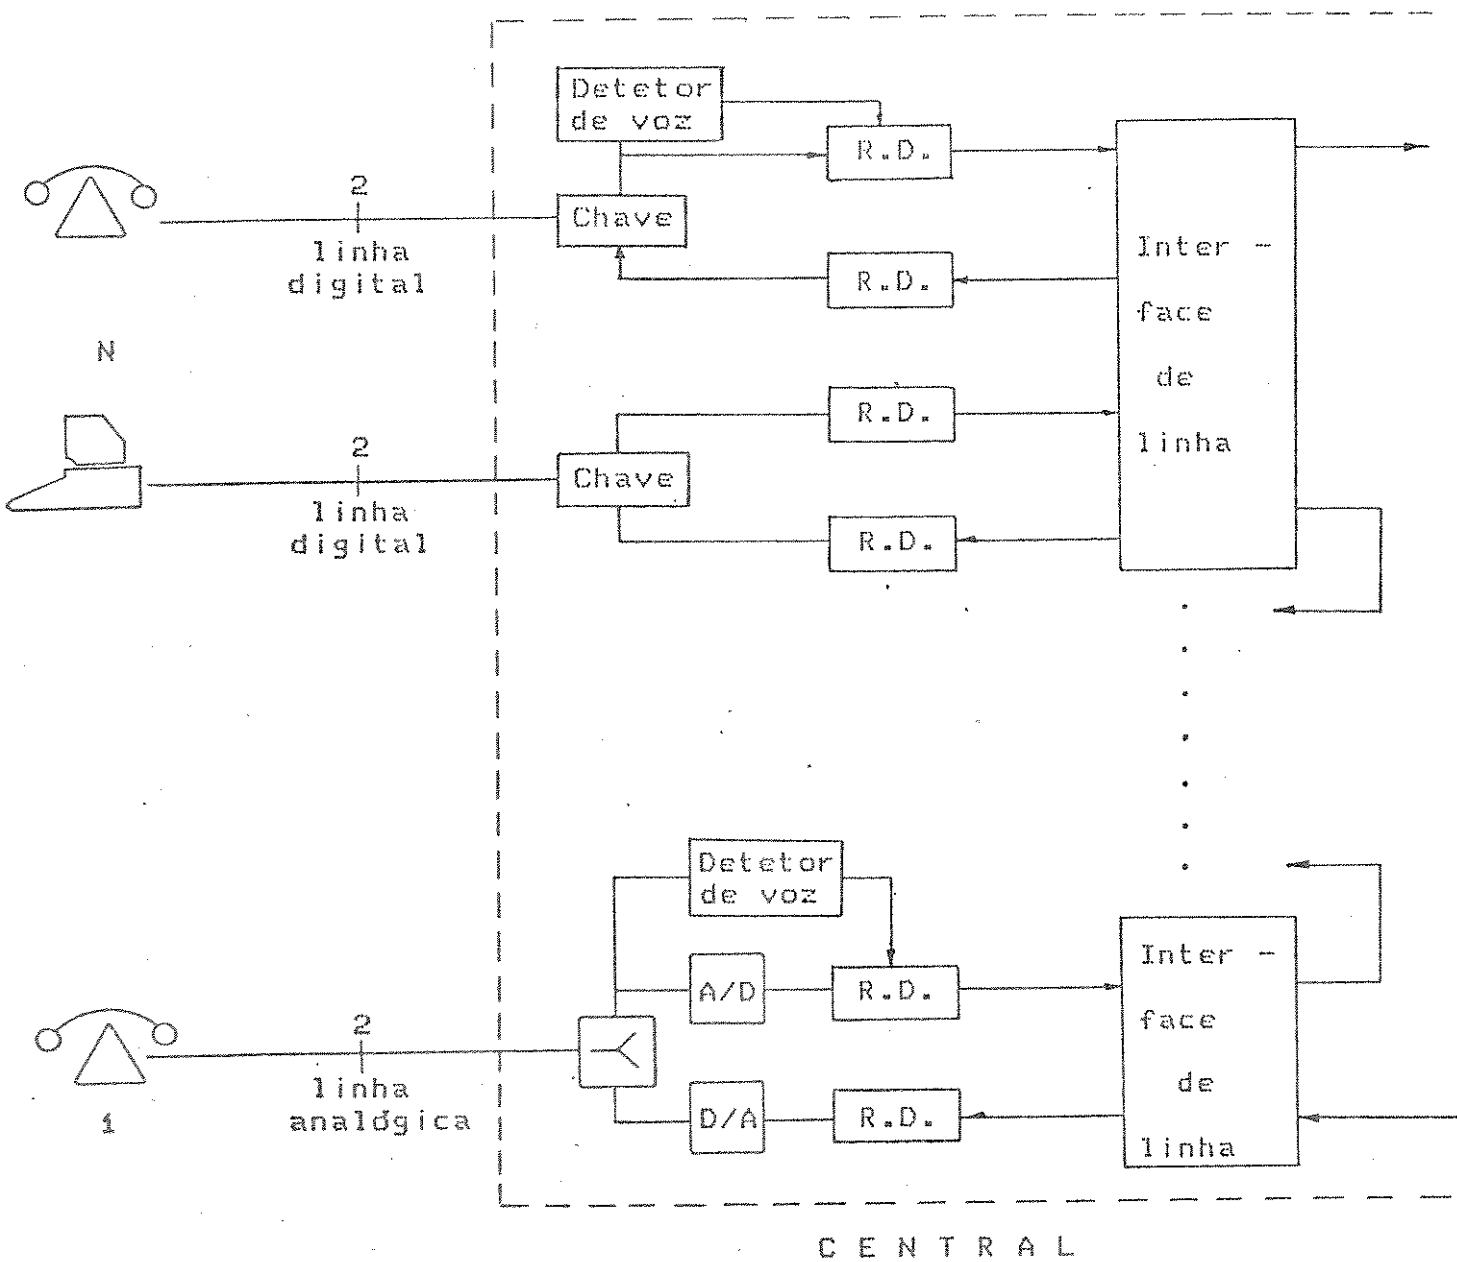 Detetor
de voz
R.D.
2
Chave
linha
digital
R.D.
Inter -
face
de
linha
N
R.D.
2
Chave
linha
digital
R.D.
Detetor
de voz
A/D
R.D.
Inter -
face
de
linha
2
linha
analógica
1
D/A
R.D.
CENTRAL